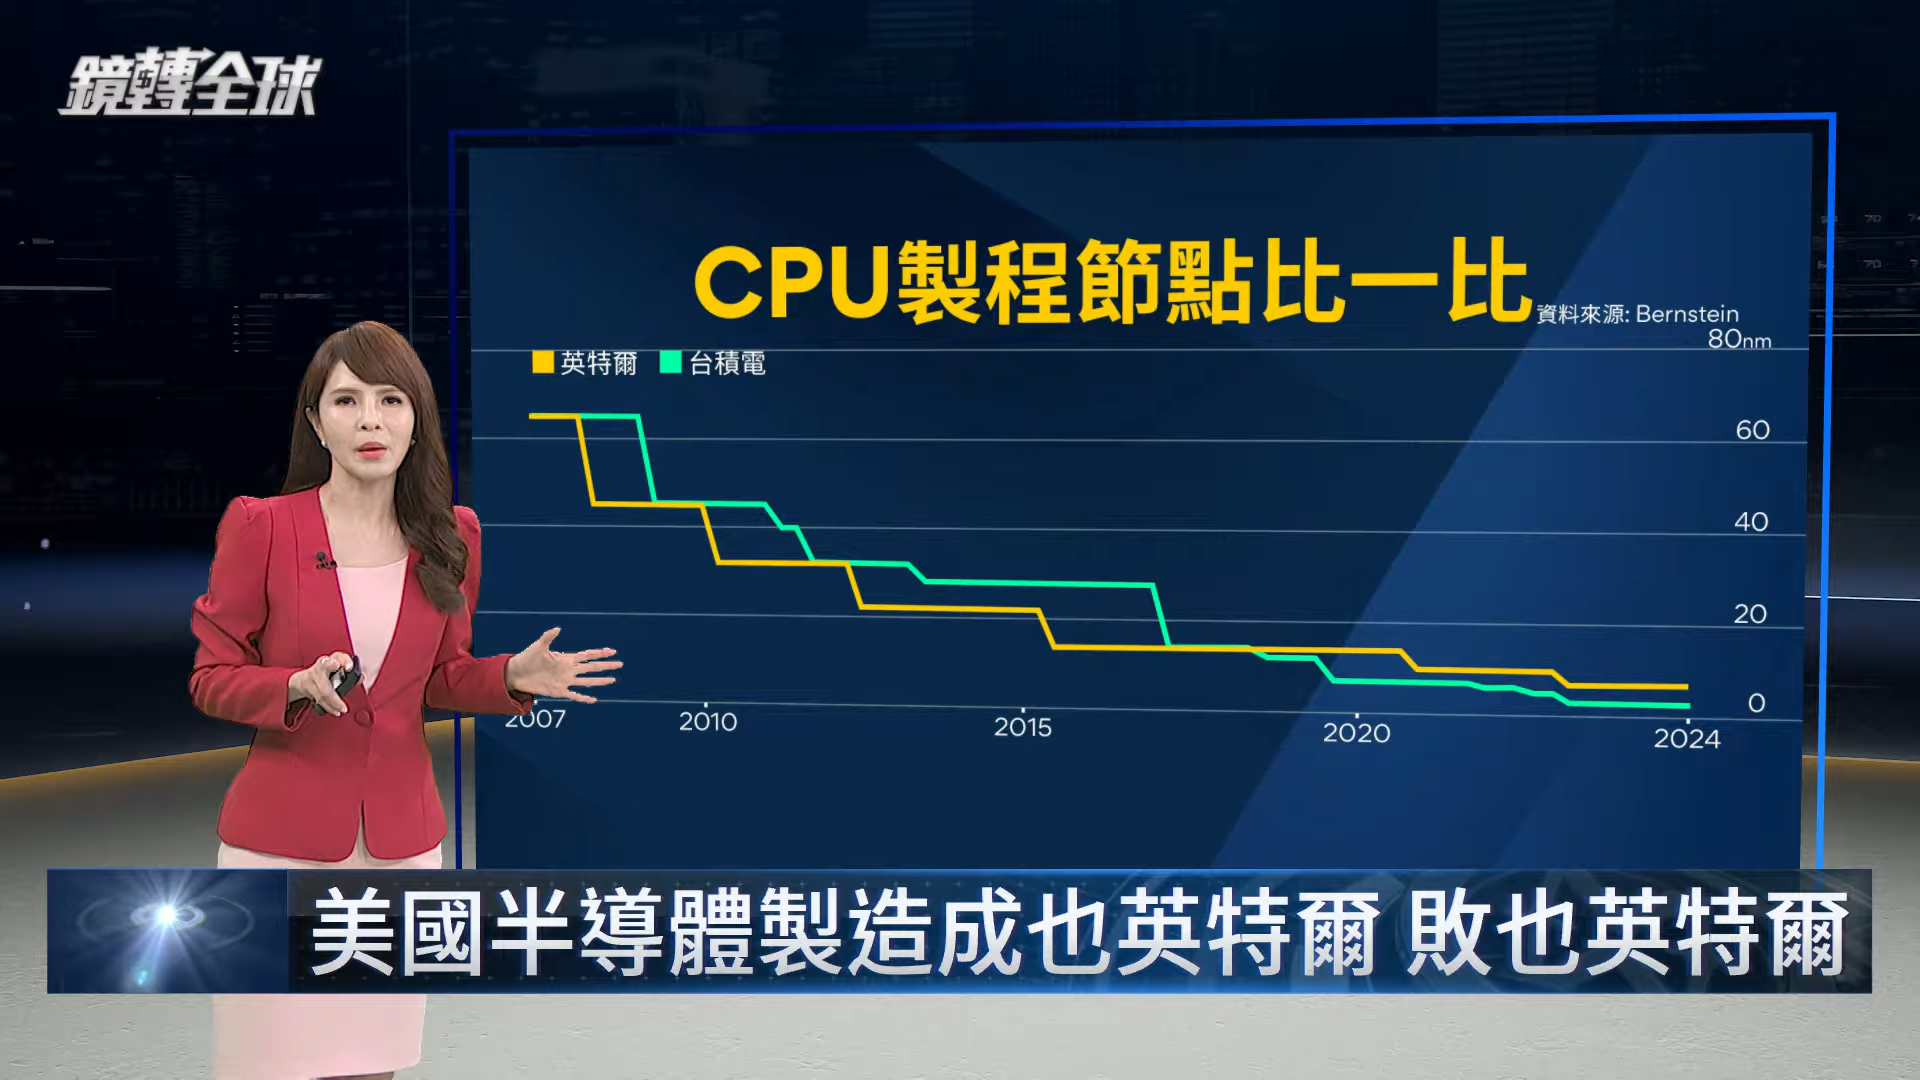 鏡轉全球
CPU製程節點比一比
資料來源: Bernstein
80nm
英特爾 台積電
60
40
20
0
2007 2010 2015 2020 2024
美國半導體製造成也英特爾 敗也英特爾